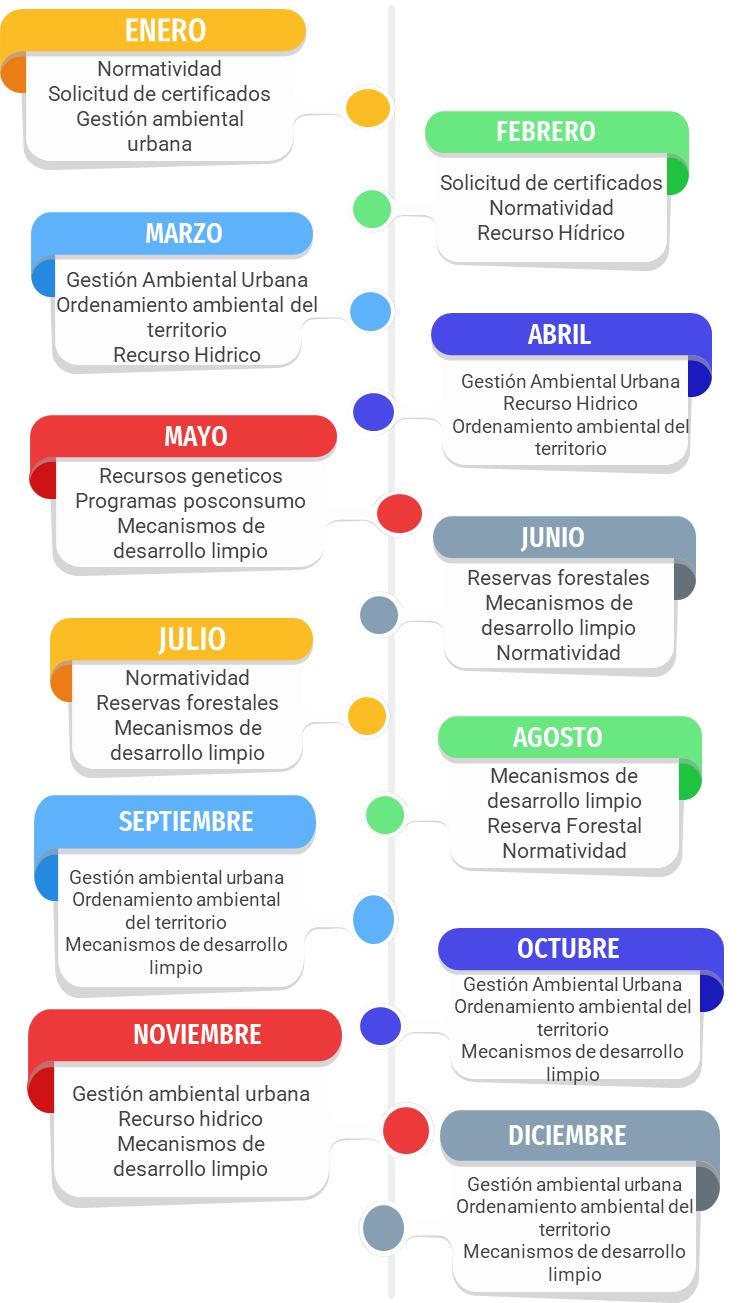 ENERO
Normatividad
Solicitud de certificados
Gestión ambiental
urbana
FEBRERO
Solicitud de certificados
Normatividad
Recurso Hídrico
MARZO
Gestión Ambiental Urbana
Ordenamiento ambiental del
territorio
Recurso Hidrico
ABRIL
Gestión Ambiental Urbana
Recurso Hidrico
Ordenamiento ambiental del
territorio
MAYO
Recursos geneticos
Programas posconsumo
Mecanismos de
desarrollo limpio
JUNIO
Reservas forestales
Mecanismos de
desarrollo limpio
Normatividad
JULIO
Normatividad
Reservas forestales
Mecanismos de
desarrollo limpio
AGOSTO
Mecanismos de
desarrollo limpio
Reserva Forestal
Normatividad
SEPTIEMBRE
Gestión ambiental urbana
Ordenamiento ambiental
del territorio
Mecanismos de desarrollo
limpio
OCTUBRE
Gestión Ambiental Urbana
Ordenamiento ambiental del
territorio
Mecanismos de desarrollo
limpio
NOVIEMBRE
Gestión ambiental urbana
Recurso hidrico
Mecanismos de
desarrollo limpio
DICIEMBRE
Gestión ambiental urbana
Ordenamiento ambiental del
territorio
Mecanismos de desarrollo
limpio